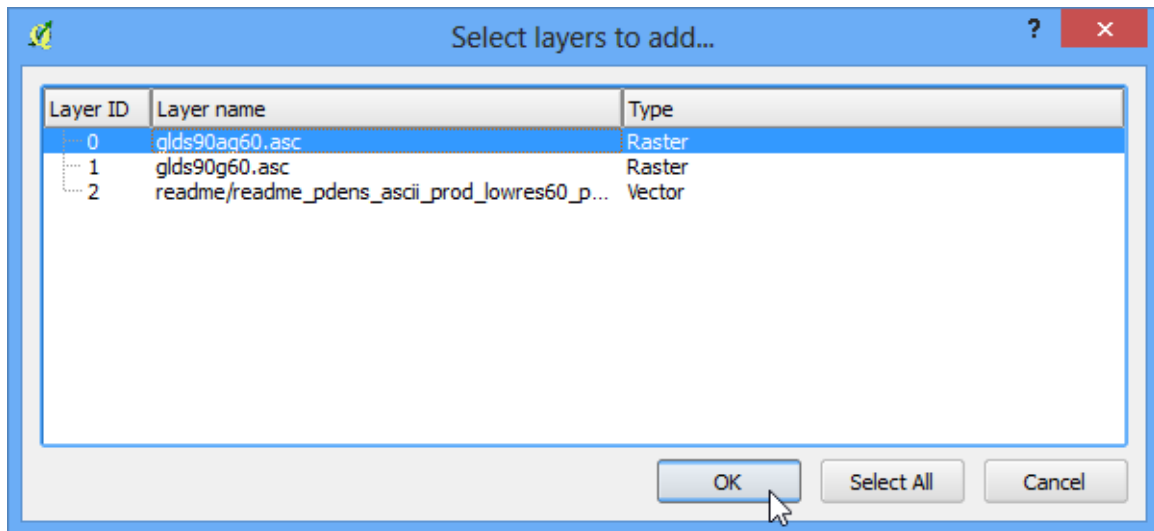 Select layers to add...
?
×
Layer ID Layer name Type
0 glds90ag60.asc Raster
1 glds90g60.asc Raster
2 readme/readme_pdens_ascii_prod_lowres60_p... Vector
OK Select All Cancel